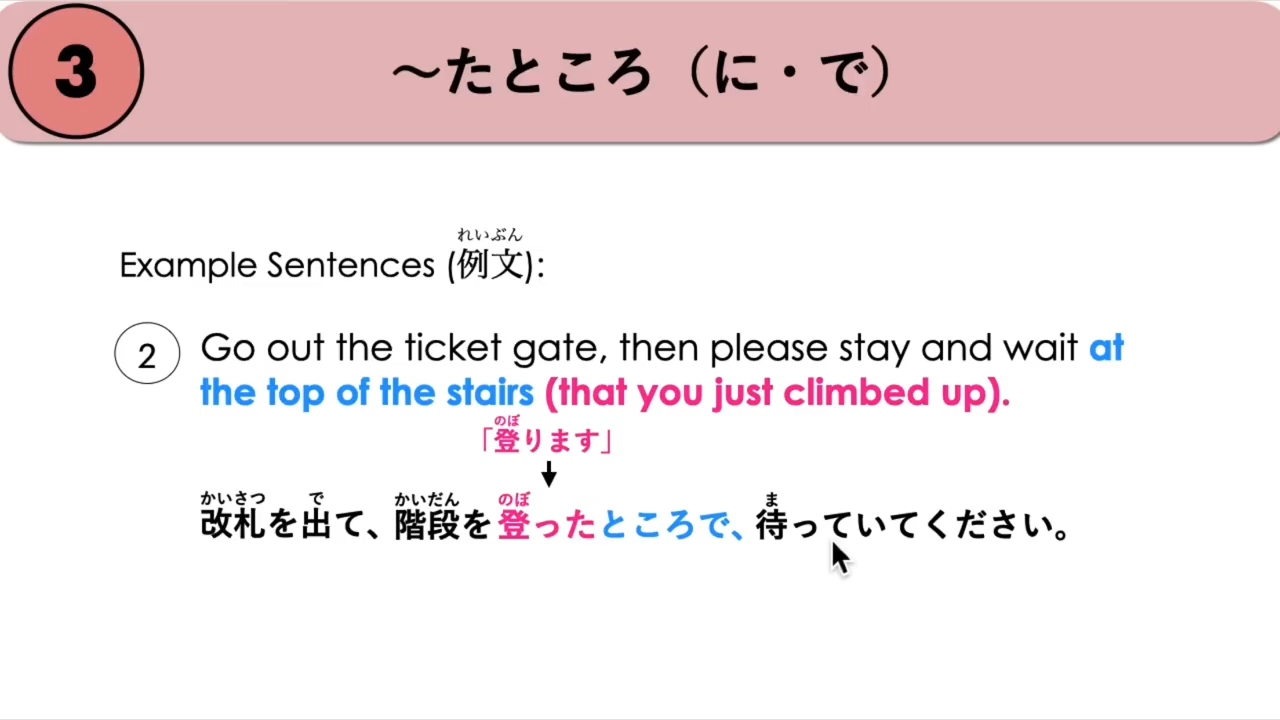 3
〜たところ（に・で）
れいぶん
Example Sentences (例文):
2
Go out the ticket gate, then please stay and wait at
the top of the stairs (that you just climbed up).
のぼ
「登ります」
かいさつ で かいだん のぼ ま
改札を出て、階段を登ったところで、待っていてください。